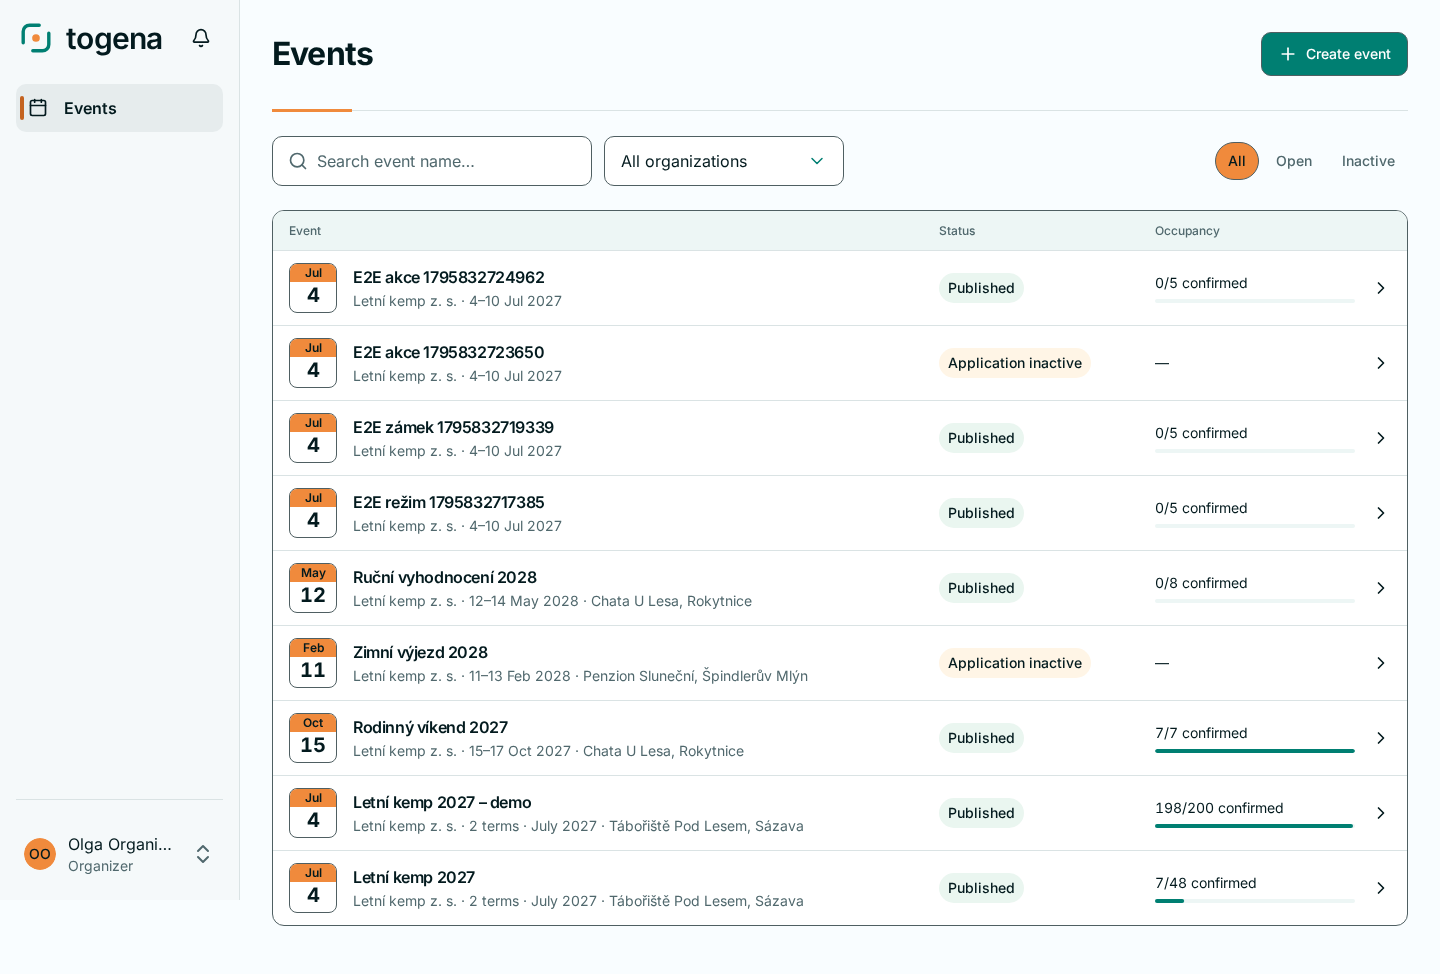 togena
Events
Olga Organi...
OO
Organizer
Events
Create event
Search event name...
All organizations
All
Open
Inactive
Event
Status
Occupancy
Jul
4
E2E akce 1795832724962
Letní kemp z. s. · 4–10 Jul 2027
Published
0/5 confirmed
Jul
4
E2E akce 1795832723650
Letní kemp z. s. · 4–10 Jul 2027
Application inactive
—
Jul
4
E2E zámek 1795832719339
Letní kemp z. s. · 4–10 Jul 2027
Published
0/5 confirmed
Jul
4
E2E režim 1795832717385
Letní kemp z. s. · 4–10 Jul 2027
Published
0/5 confirmed
May
12
Ruční vyhodnocení 2028
Letní kemp z. s. · 12–14 May 2028 · Chata U Lesa, Rokytnice
Published
0/8 confirmed
Feb
11
Zimní výjezd 2028
Letní kemp z. s. · 11–13 Feb 2028 · Penzion Sluneční, Špindlerův Mlýn
Application inactive
—
Oct
15
Rodinný víkend 2027
Letní kemp z. s. · 15–17 Oct 2027 · Chata U Lesa, Rokytnice
Published
7/7 confirmed
Jul
4
Letní kemp 2027 – demo
Letní kemp z. s. · 2 terms · July 2027 · Tábořiště Pod Lesem, Sázava
Published
198/200 confirmed
Jul
4
Letní kemp 2027
Letní kemp z. s. · 2 terms · July 2027 · Tábořiště Pod Lesem, Sázava
Published
7/48 confirmed